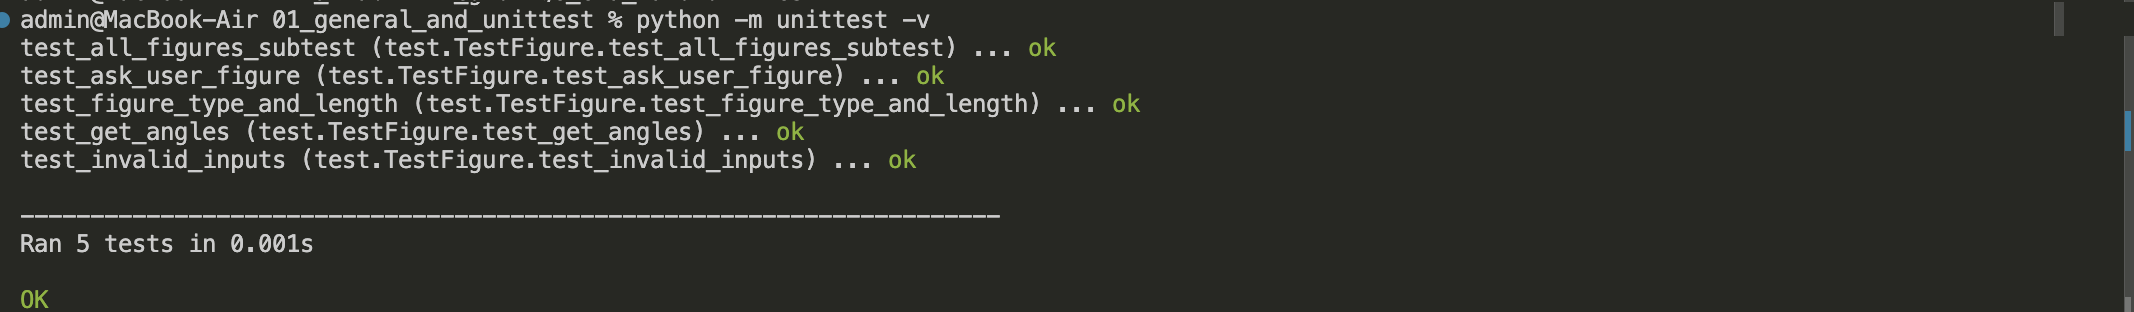 admin@MacBook-Air 01_general_and_unittest % python -m unittest -v
test_all_figures_subtest (test.TestFigure.test_all_figures_subtest) ... ok
test_ask_user_figure (test.TestFigure.test_ask_user_figure) ... ok
test_figure_type_and_length (test.TestFigure.test_figure_type_and_length) ... ok
test_get_angles (test.TestFigure.test_get_angles) ... ok
test_invalid_inputs (test.TestFigure.test_invalid_inputs) ... ok
----------------------------------------------------------------------
Ran 5 tests in 0.001s
OK